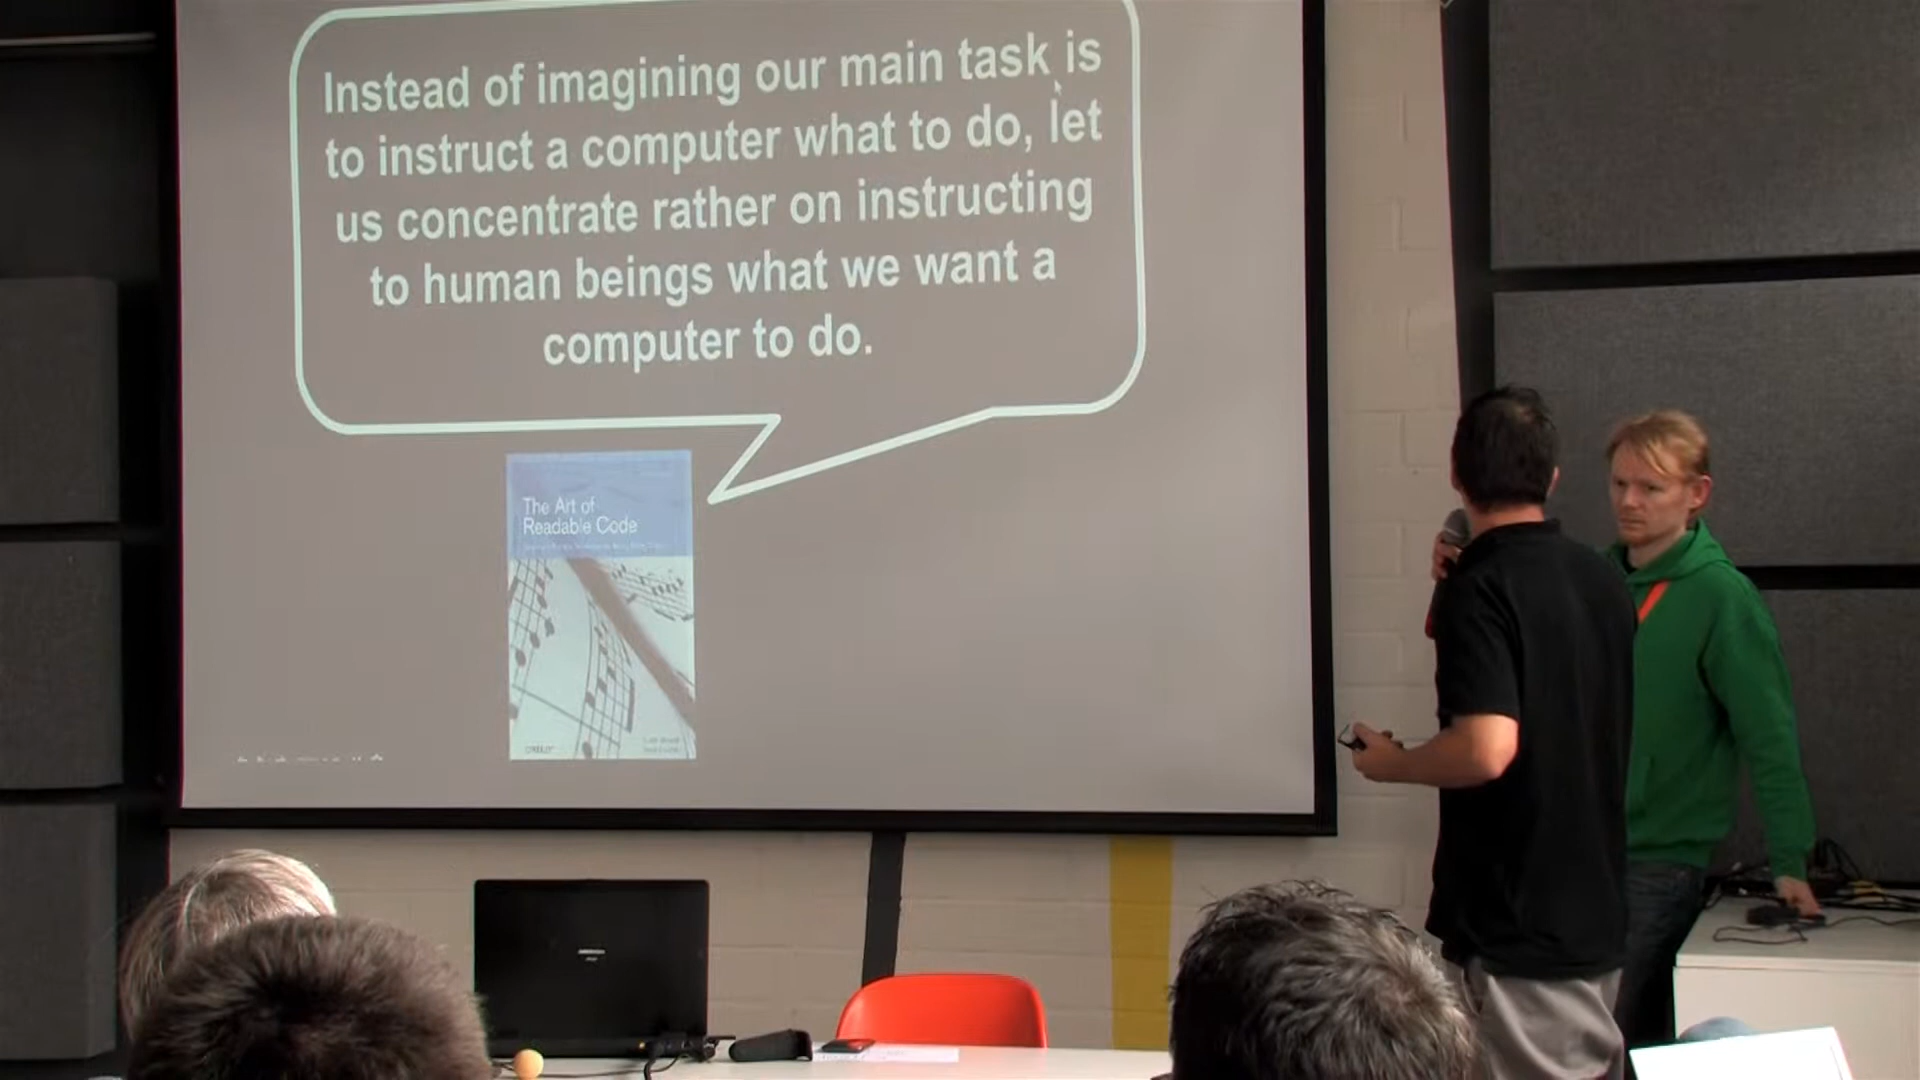 Instead of imagining our main task is
to instruct a computer what to do, let
us concentrate rather on instructing
to human beings what we want a
computer to do.
The Art of
Readable Code
O'REILLY